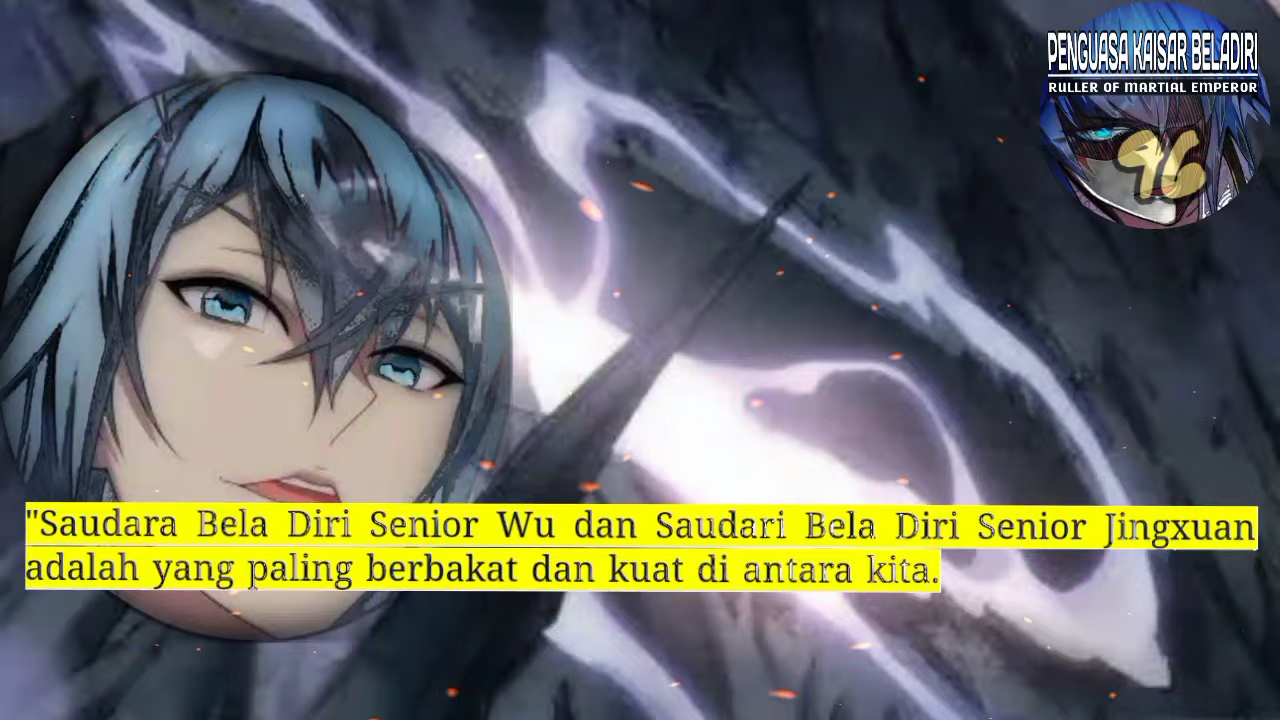 PENGUASA KAISAR BELADIRI
RULLER OF MARTIAL EMPEROR
96
"Saudara Bela Diri Senior Wu dan Saudari Bela Diri Senior Jingxuan
adalah yang paling berbakat dan kuat di antara kita.